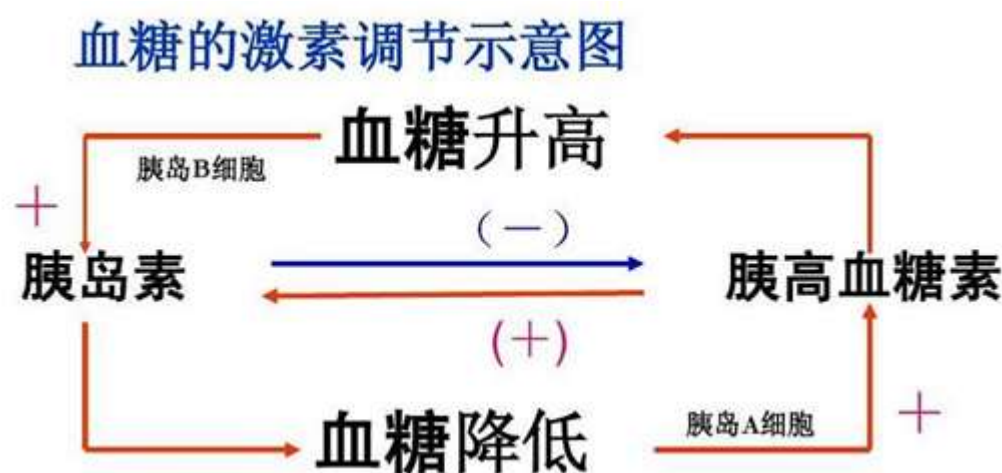 血糖的激素调节示意图
血糖升高
胰岛B细胞
+
(一)
胰岛素
胰高血糖素
(+)
血糖降低
胰岛A细胞
+